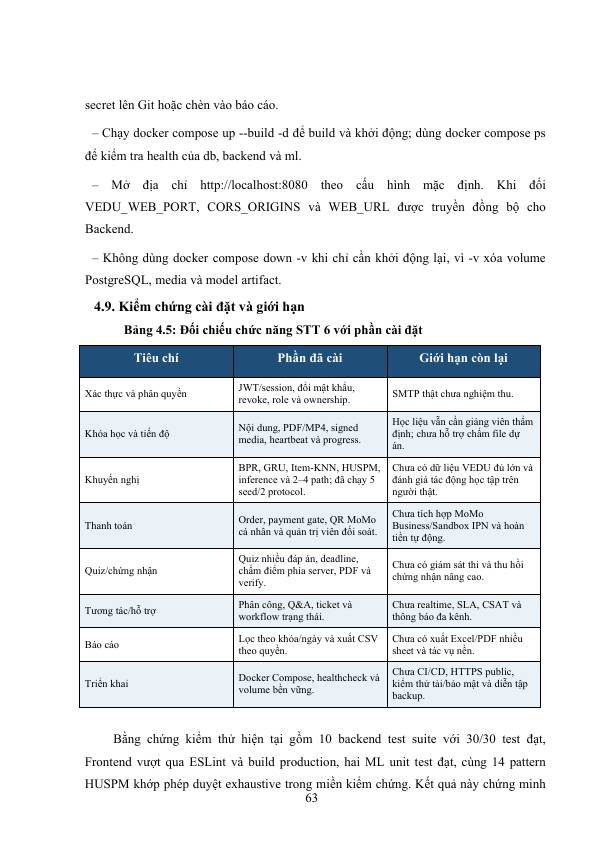 secret lên Git hoặc chèn vào báo cáo.
– Chạy docker compose up --build -d để build và khởi động; dùng docker compose ps
để kiểm tra health của db, backend và ml.
– Mở địa chỉ http://localhost:8080 theo cấu hình mặc định. Khi đổi
VEDU_WEB_PORT, CORS_ORIGINS và WEB_URL được truyền đồng bộ cho
Backend.
– Không dùng docker compose down -v khi chỉ cần khởi động lại, vì -v xóa volume
PostgreSQL, media và model artifact.
4.9. Kiểm chứng cài đặt và giới hạn
Bảng 4.5: Đối chiếu chức năng STT 6 với phần cài đặt
Tiêu chí
Phần đã cài
Giới hạn còn lại
Xác thực và phân quyền
JWT/session, đổi mật khẩu,
revoke, role và ownership.
SMTP thật chưa nghiệm thu.
Khóa học và tiến độ
Nội dung, PDF/MP4, signed
media, heartbeat và progress.
Học liệu vẫn cần giảng viên thẩm
định; chưa hỗ trợ chấm file dự
án.
Khuyến nghị
BPR, GRU, Item-KNN, HUSPM,
inference và 2–4 path; đã chạy 5
seed/2 protocol.
Chưa có dữ liệu VEDU đủ lớn và
đánh giá tác động học tập trên
người thật.
Thanh toán
Order, payment gate, QR MoMo
cá nhân và quản trị viên đối soát.
Chưa tích hợp MoMo
Business/Sandbox IPN và hoàn
tiền tự động.
Quiz/chứng nhận
Quiz nhiều đáp án, deadline,
chấm điểm phía server, PDF và
verify.
Chưa có giám sát thi và thu hồi
chứng nhận nâng cao.
Tương tác/hỗ trợ
Phân công, Q&A, ticket và
workflow trạng thái.
Chưa realtime, SLA, CSAT và
thông báo đa kênh.
Báo cáo
Lọc theo khóa/ngày và xuất CSV
theo quyền.
Chưa có xuất Excel/PDF nhiều
sheet và tác vụ nền.
Triển khai
Docker Compose, healthcheck và
volume bền vững.
Chưa CI/CD, HTTPS public,
kiểm thử tải/bảo mật và diễn tập
backup.
Bằng chứng kiểm thử hiện tại gồm 10 backend test suite với 30/30 test đạt,
Frontend vượt qua ESLint và build production, hai ML unit test đạt, cùng 14 pattern
HUSPM khớp phép duyệt exhaustive trong miền kiểm chứng. Kết quả này chứng minh
63